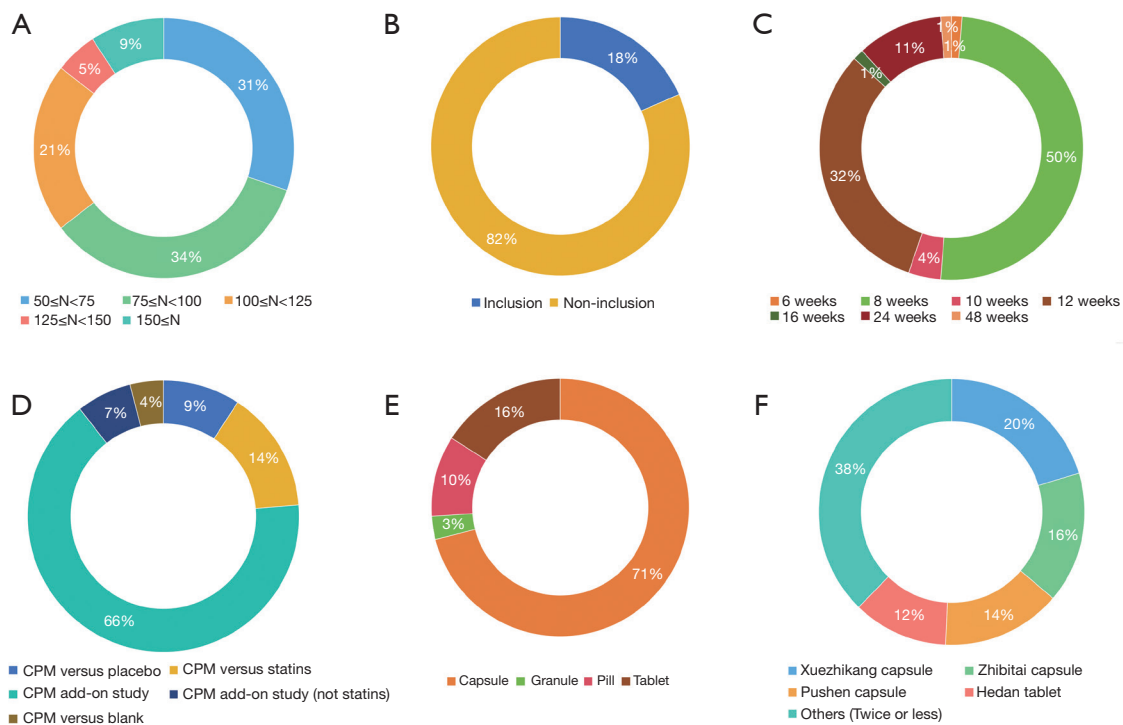 A
9%
5%
31%
21%
34%
50≤N<75 75≤N<100 100≤N<125
125≤N<150 150≤N
B
18%
82%
Inclusion Non-inclusion
C
1%
1%
11%
1%
50%
32%
4%
6 weeks 8 weeks 10 weeks 12 weeks
16 weeks 24 weeks 48 weeks
D
4%
9%
7%
14%
66%
CPM versus placebo CPM versus statins
CPM add-on study CPM add-on study (not statins)
CPM versus blank
E
16%
10%
3%
71%
Capsule Granule Pill Tablet
F
20%
38%
16%
12%
14%
Xuezhikang capsule Zhibitai capsule
Pushen capsule Hedan tablet
Others (Twice or less)